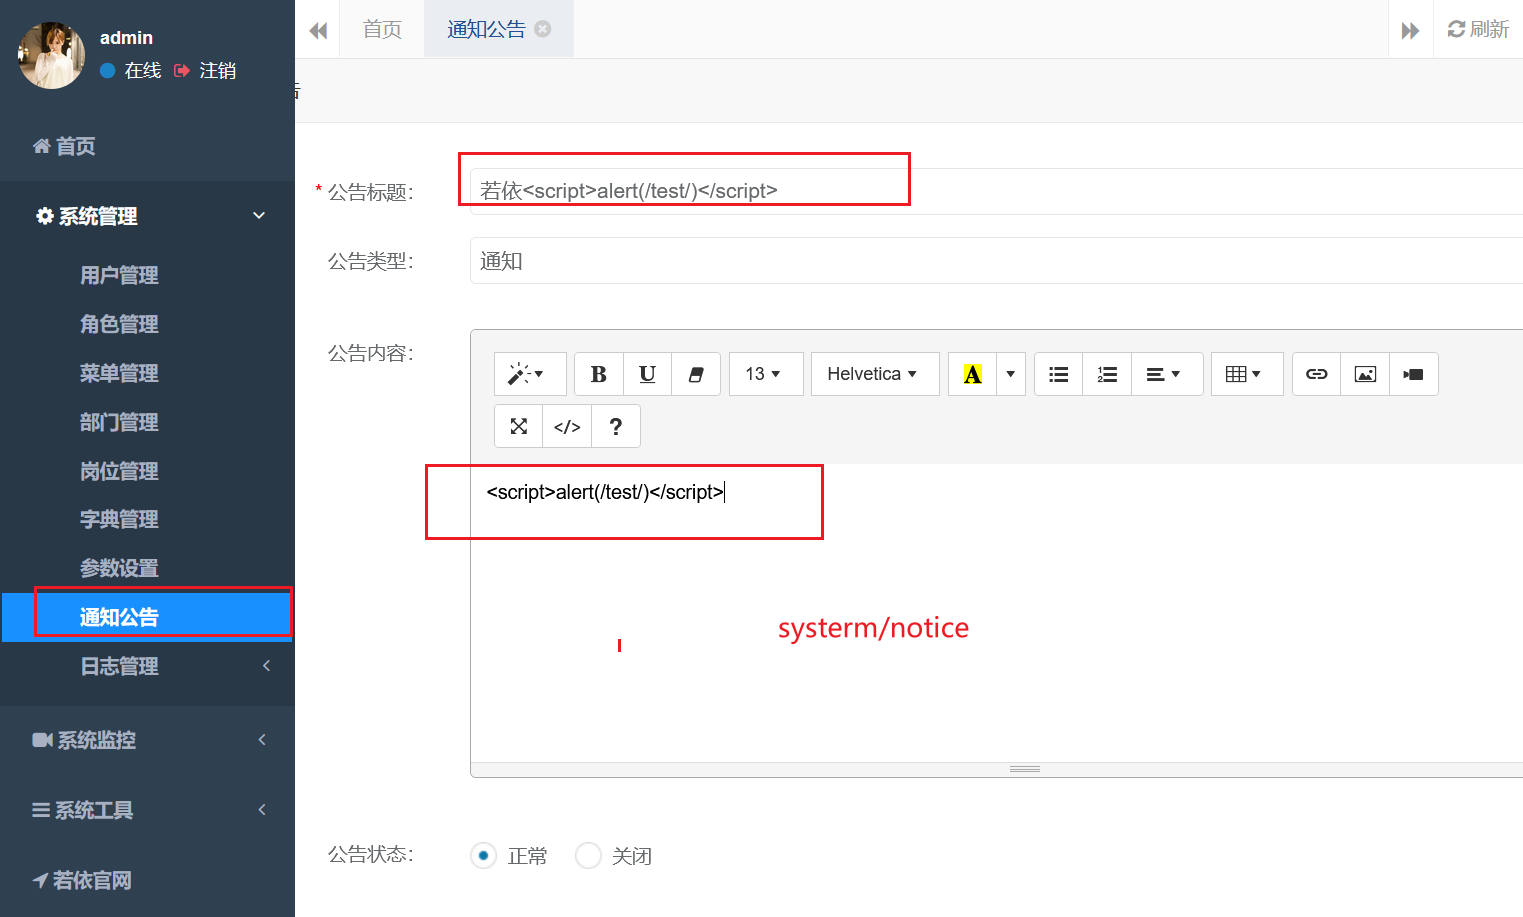 admin
在线 注销
首页
系统管理
用户管理
角色管理
菜单管理
部门管理
岗位管理
字典管理
参数设置
通知公告
日志管理
系统监控
系统工具
若依官网
首页 通知公告 刷新
* 公告标题: 若依<script>alert(/test/)</script>
公告类型: 通知
公告内容:
B U 13 Helvetica A
</> ?
<script>alert(/test/)</script>
systerm/notice
公告状态: 正常 关闭